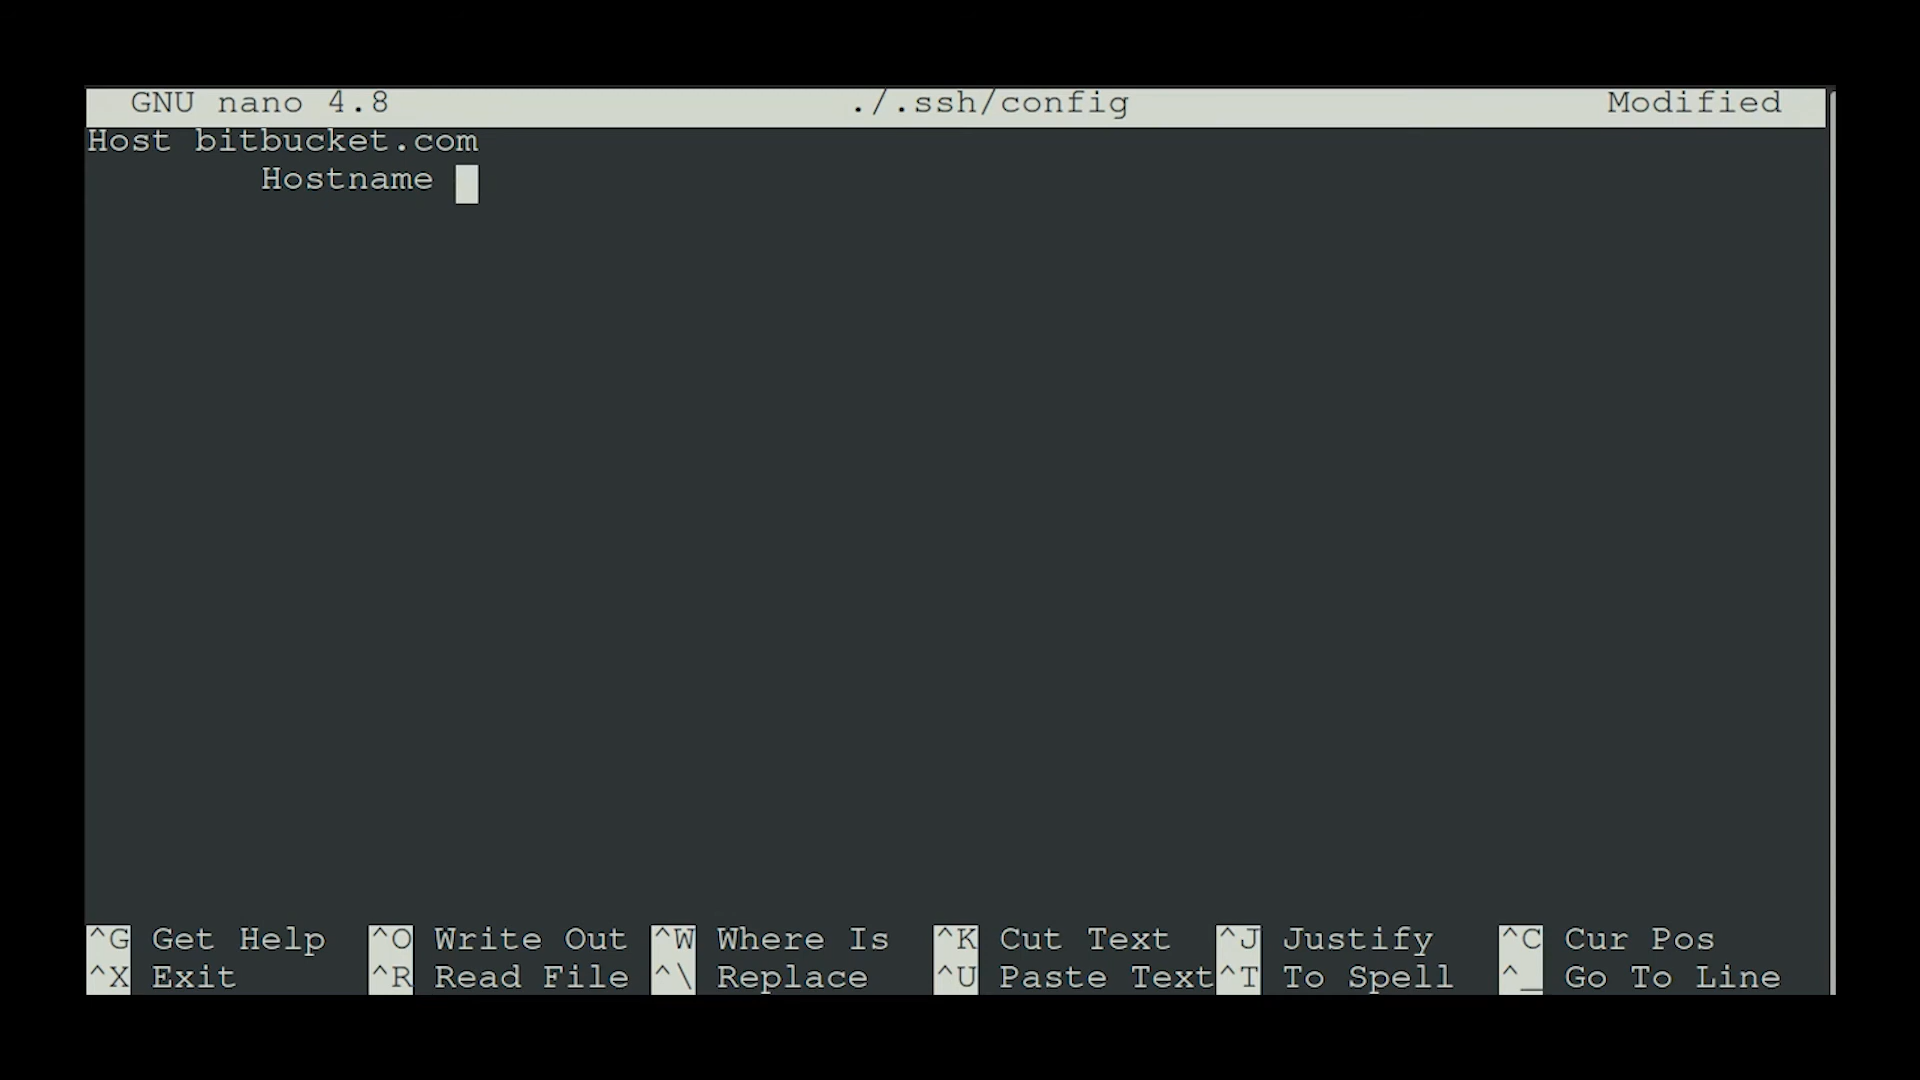 GNU nano 4.8 ./.ssh/config Modified
Host bitbucket.com
Hostname
^G Get Help ^O Write Out ^W Where Is ^K Cut Text ^J Justify ^C Cur Pos
^X Exit ^R Read File ^\ Replace ^U Paste Text ^T To Spell ^_ Go To Line